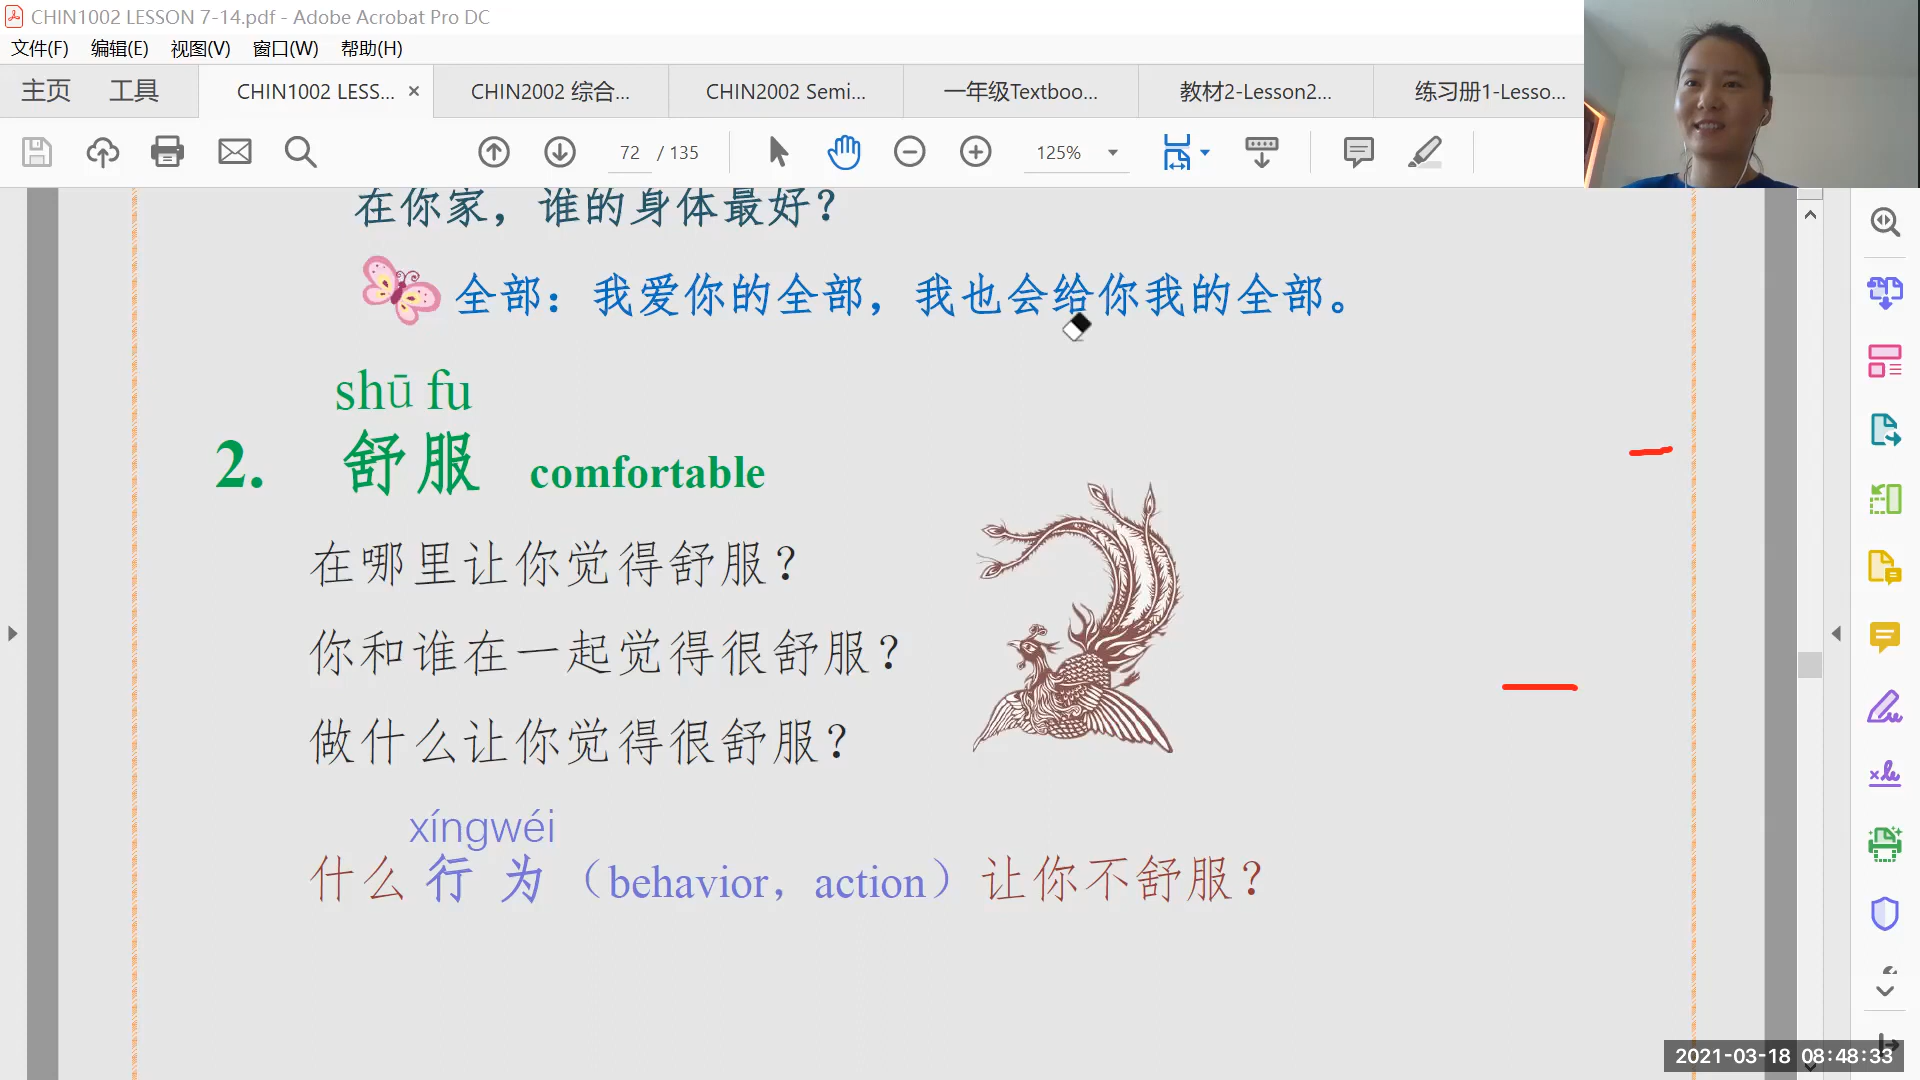 CHIN1002 LESSON 7-14.pdf - Adobe Acrobat Pro DC
文件(F) 编辑(E) 视图(V) 窗口(W) 帮助(H)
主页 工具 CHIN1002 LESS... × CHIN2002 综合... CHIN2002 Semi... 一年级Textboo... 教材2-Lesson2... 练习册1-Lesso...
72 / 135 125%
在你家，谁的身体最好？
全部：我爱你的全部，我也会给你我的全部。
shū fu
2. 舒服 comfortable
在哪里让你觉得舒服？
你和谁在一起觉得很舒服？
做什么让你觉得很舒服？
xíngwéi
什么 行 为（behavior，action）让你不舒服？
2021-03-18 08:48:33